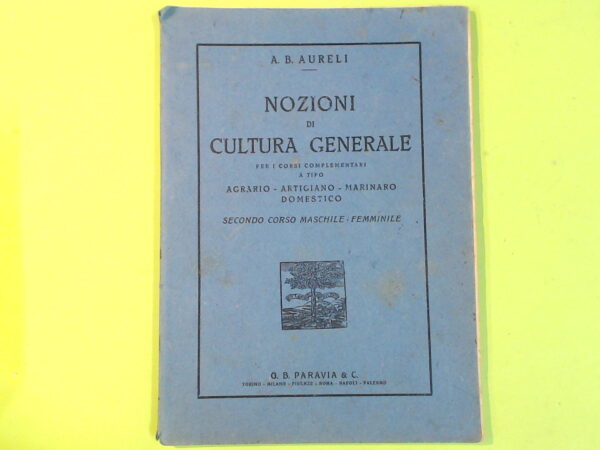 A. B. AURELI
NOZIONI
DI
CULTURA GENERALE
PER I CORSI COMPLEMENTARI
A TIPO
AGRARIO - ARTIGIANO - MARINARO
DOMESTICO
SECONDO CORSO MASCHILE - FEMMINILE
G. B. PARAVIA & C.
TORINO - MILANO - FIRENZE - ROMA - NAPOLI - PALERMO